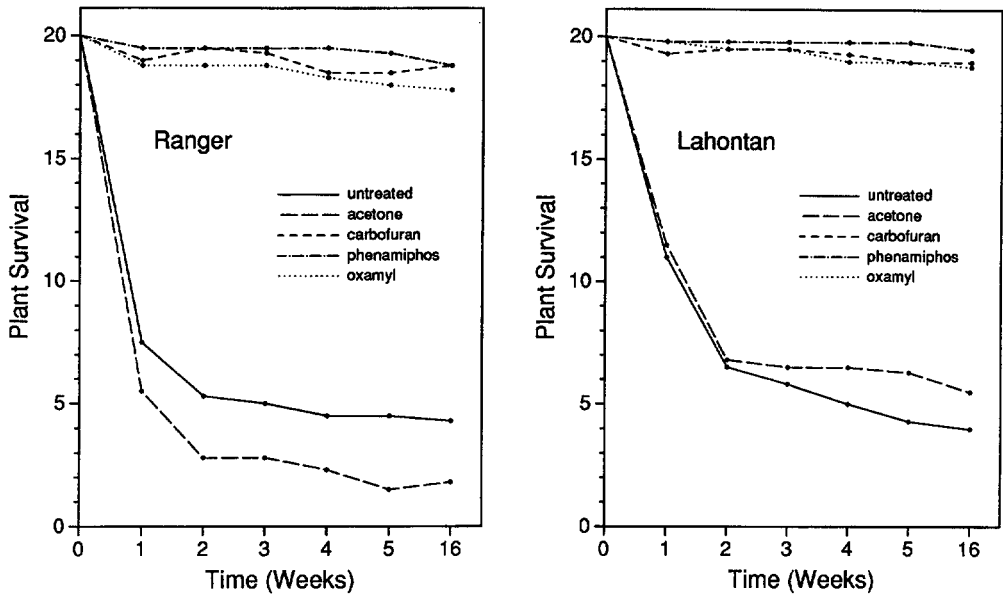 20
15
10
5
0
Plant Survival
Ranger
untreated
acetone
carbofuran
phenamiphos
oxamyl
0 1 2 3 4 5 16
Time (Weeks)
20
15
10
5
0
Plant Survival
Lahontan
untreated
acetone
carbofuran
phenamiphos
oxamyl
0 1 2 3 4 5 16
Time (Weeks)